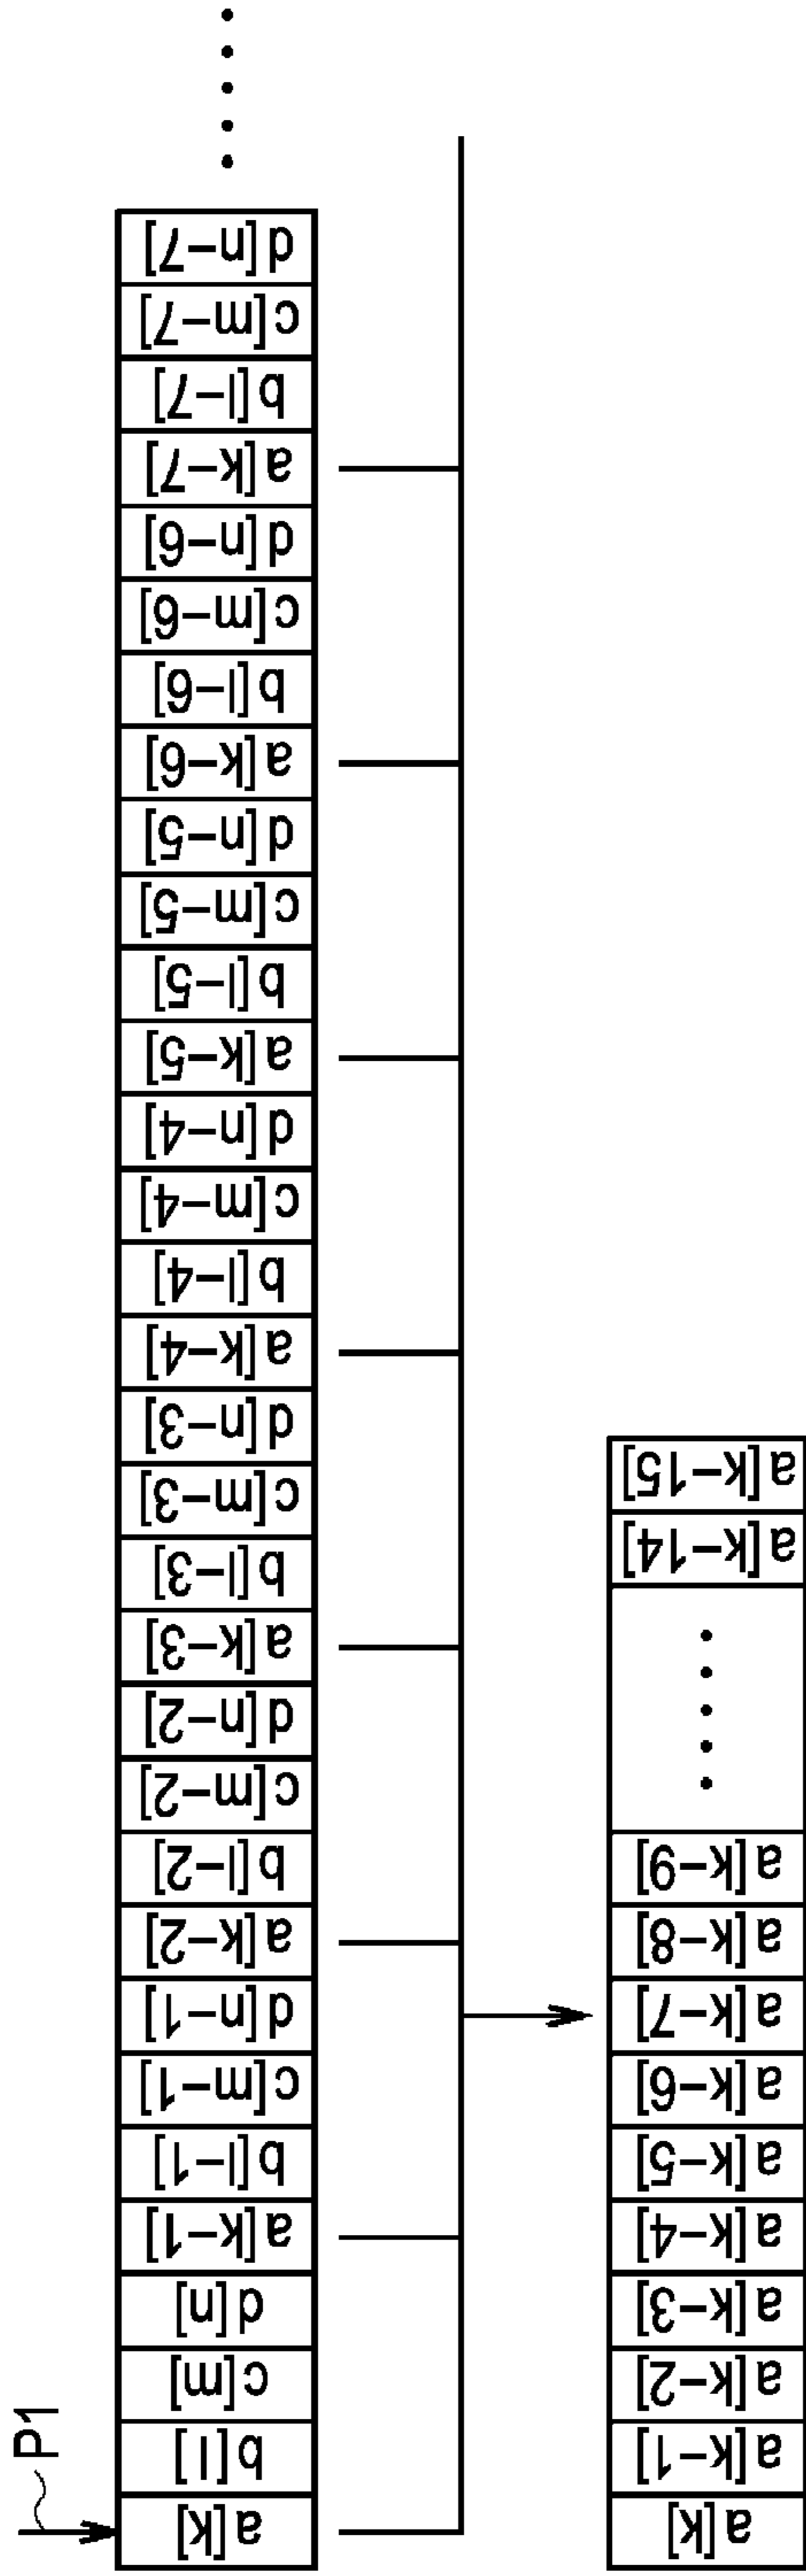 P1
a[k]
b[l]
c[m]
d[n]
a[k−1]
b[l−1]
c[m−1]
d[n−1]
a[k−2]
b[l−2]
c[m−2]
d[n−2]
a[k−3]
b[l−3]
c[m−3]
d[n−3]
a[k−4]
b[l−4]
c[m−4]
d[n−4]
a[k−5]
b[l−5]
c[m−5]
d[n−5]
a[k−6]
b[l−6]
c[m−6]
d[n−6]
a[k−7]
b[l−7]
c[m−7]
d[n−7]
a[k]
a[k−1]
a[k−2]
a[k−3]
a[k−4]
a[k−5]
a[k−6]
a[k−7]
a[k−8]
a[k−9]
a[k−14]
a[k−15]